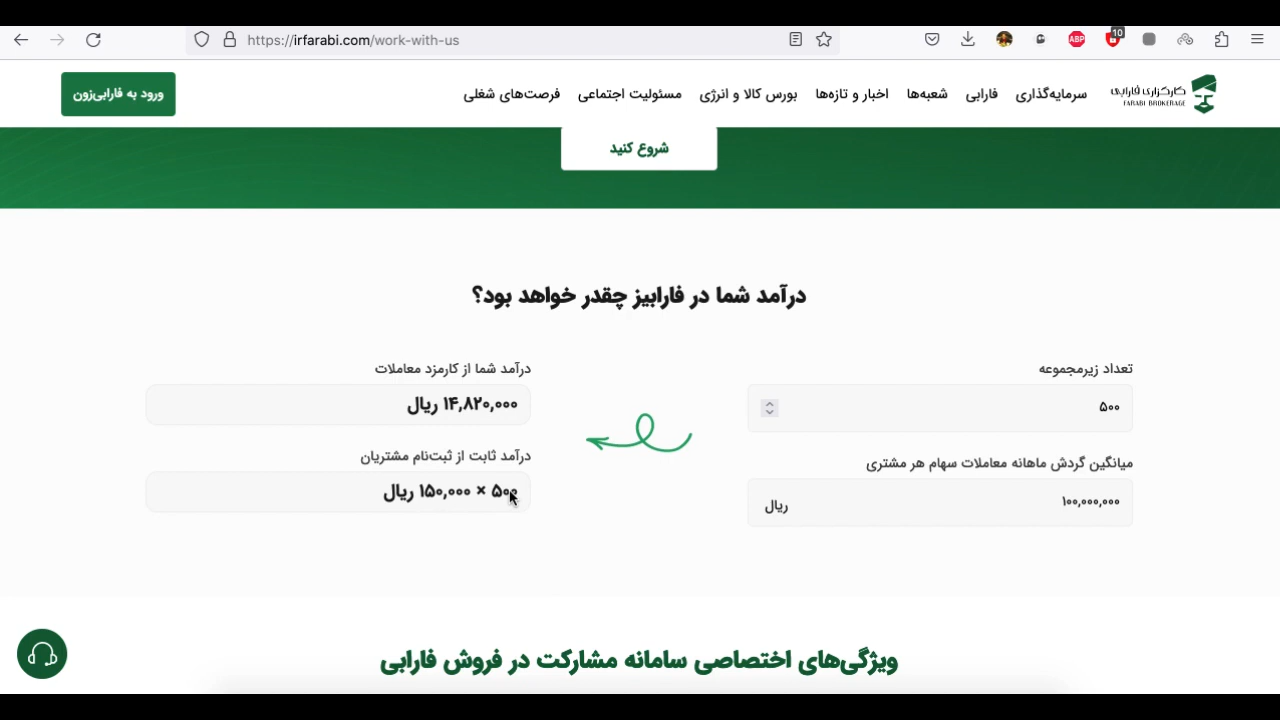 https://irfarabi.com/work-with-us
10
ABP
کارگزاری فارابی
FARABI BROKERAGE
سرمایه‌گذاری فارابی شعبه‌ها اخبار و تازه‌ها بورس کالا و انرژی مسئولیت اجتماعی فرصت‌های شغلی
ورود به فارابی‌زون
شروع کنید
درآمد شما در فارابیز چقدر خواهد بود؟
تعداد زیرمجموعه
۵۰۰
میانگین گردش ماهانه معاملات سهام هر مشتری
۱۰۰,۰۰۰,۰۰۰ ریال
درآمد شما از کارمزد معاملات
۱۴,۸۲۰,۰۰۰ ریال
درآمد ثابت از ثبت‌نام مشتریان
۵۰۰ × ۱۵۰,۰۰۰ ریال
ویژگی‌های اختصاصی سامانه مشارکت در فروش فارابی